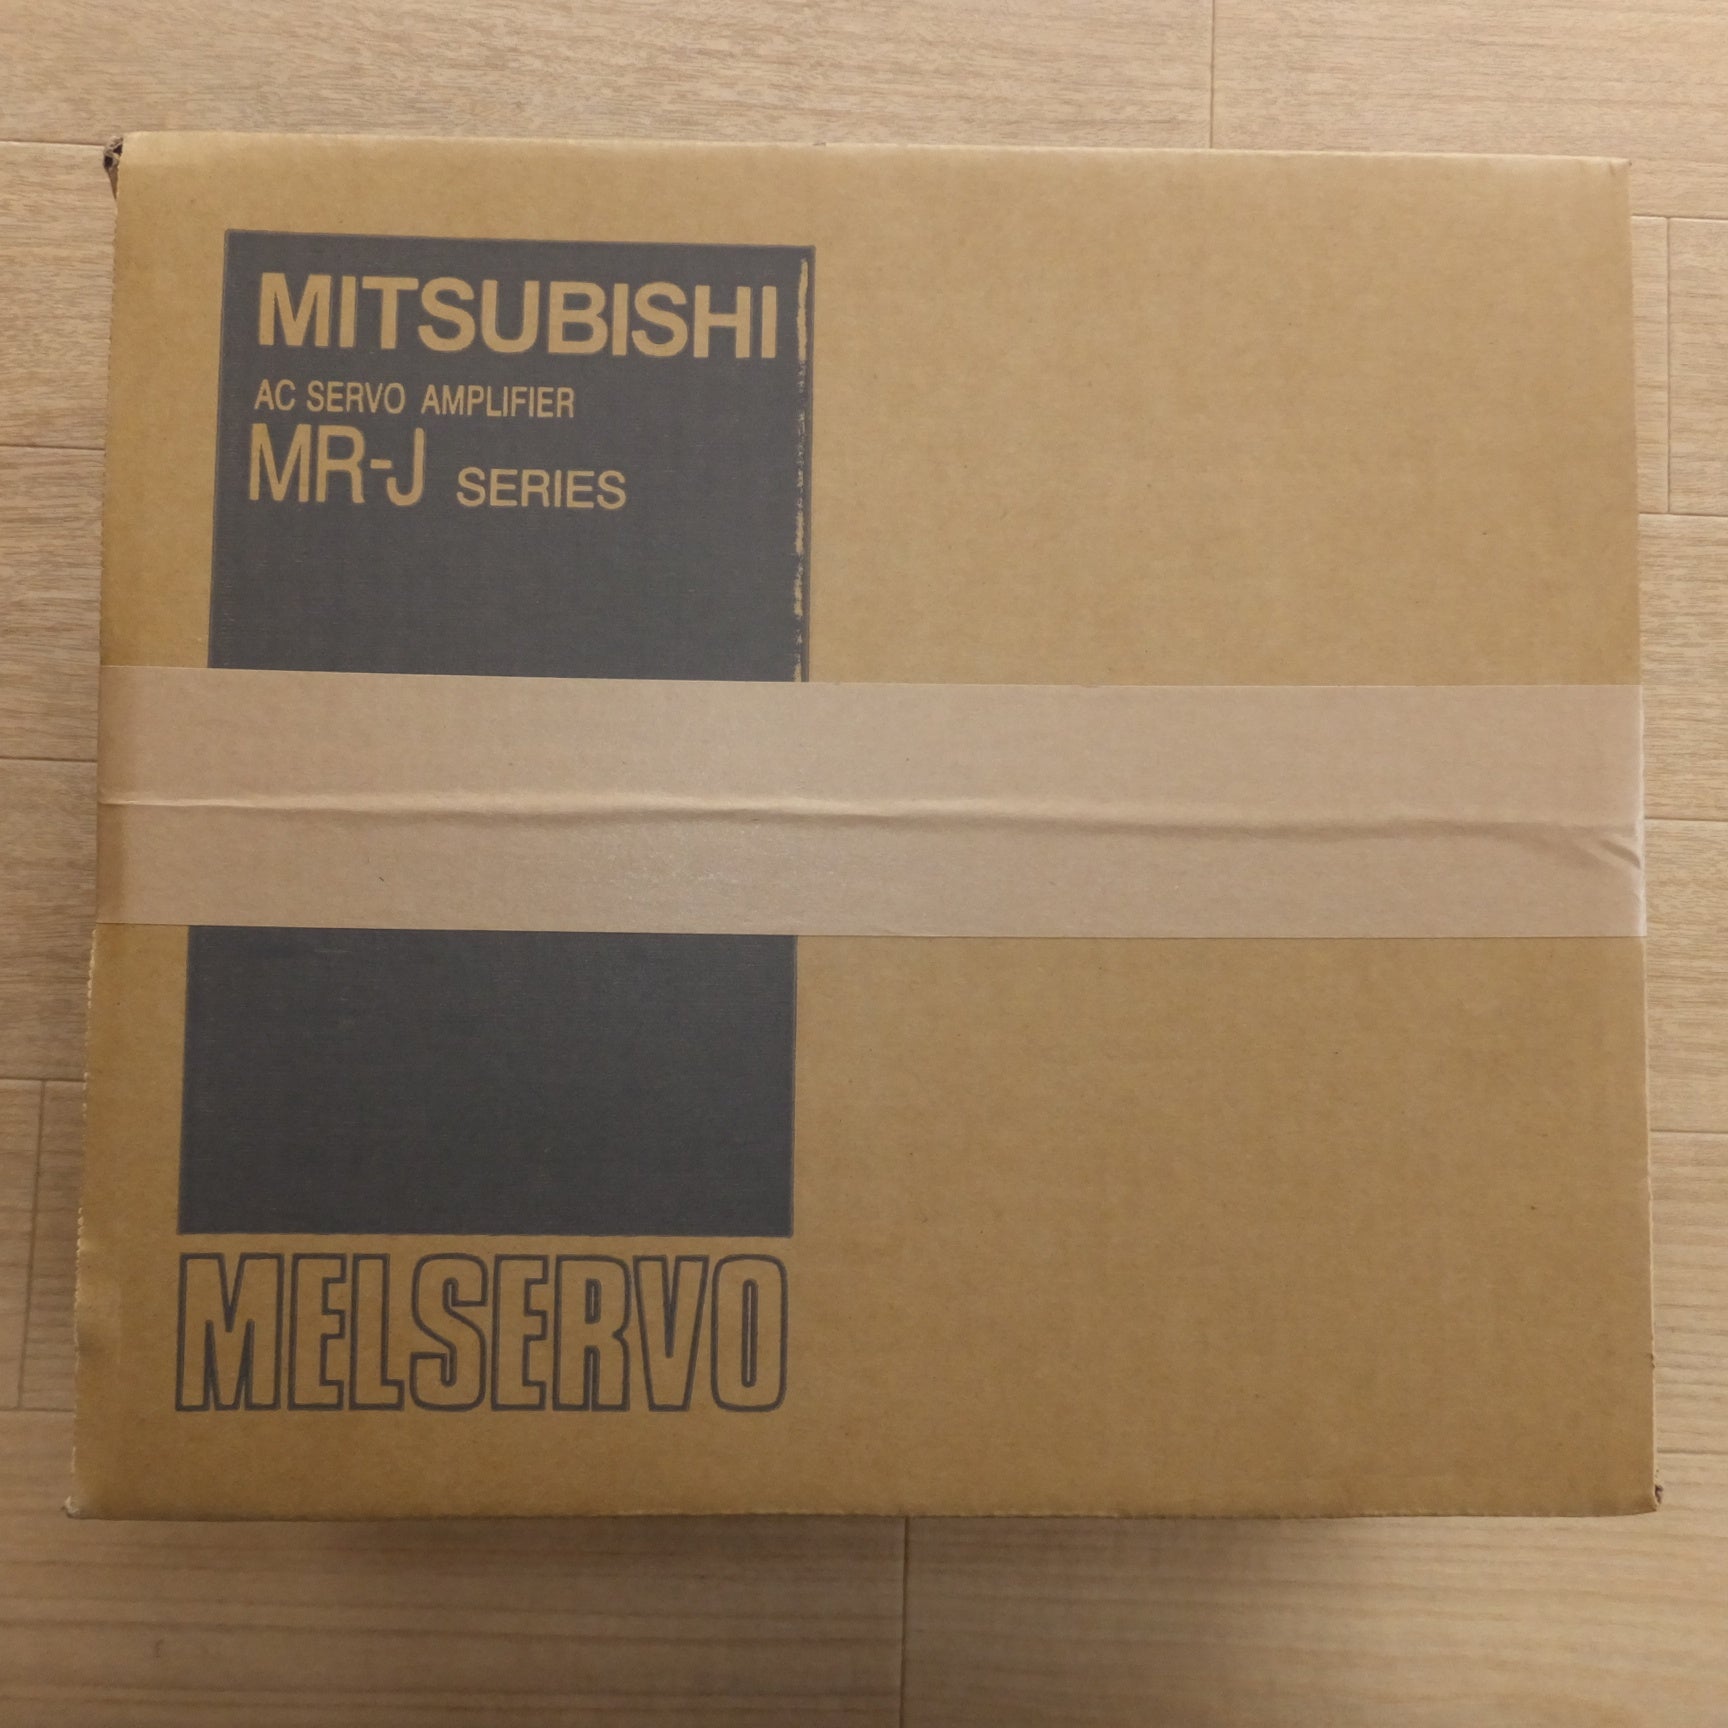 MITSUBISHI
AC SERVO AMPLIFIER
MR-J SERIES
MELSERVO